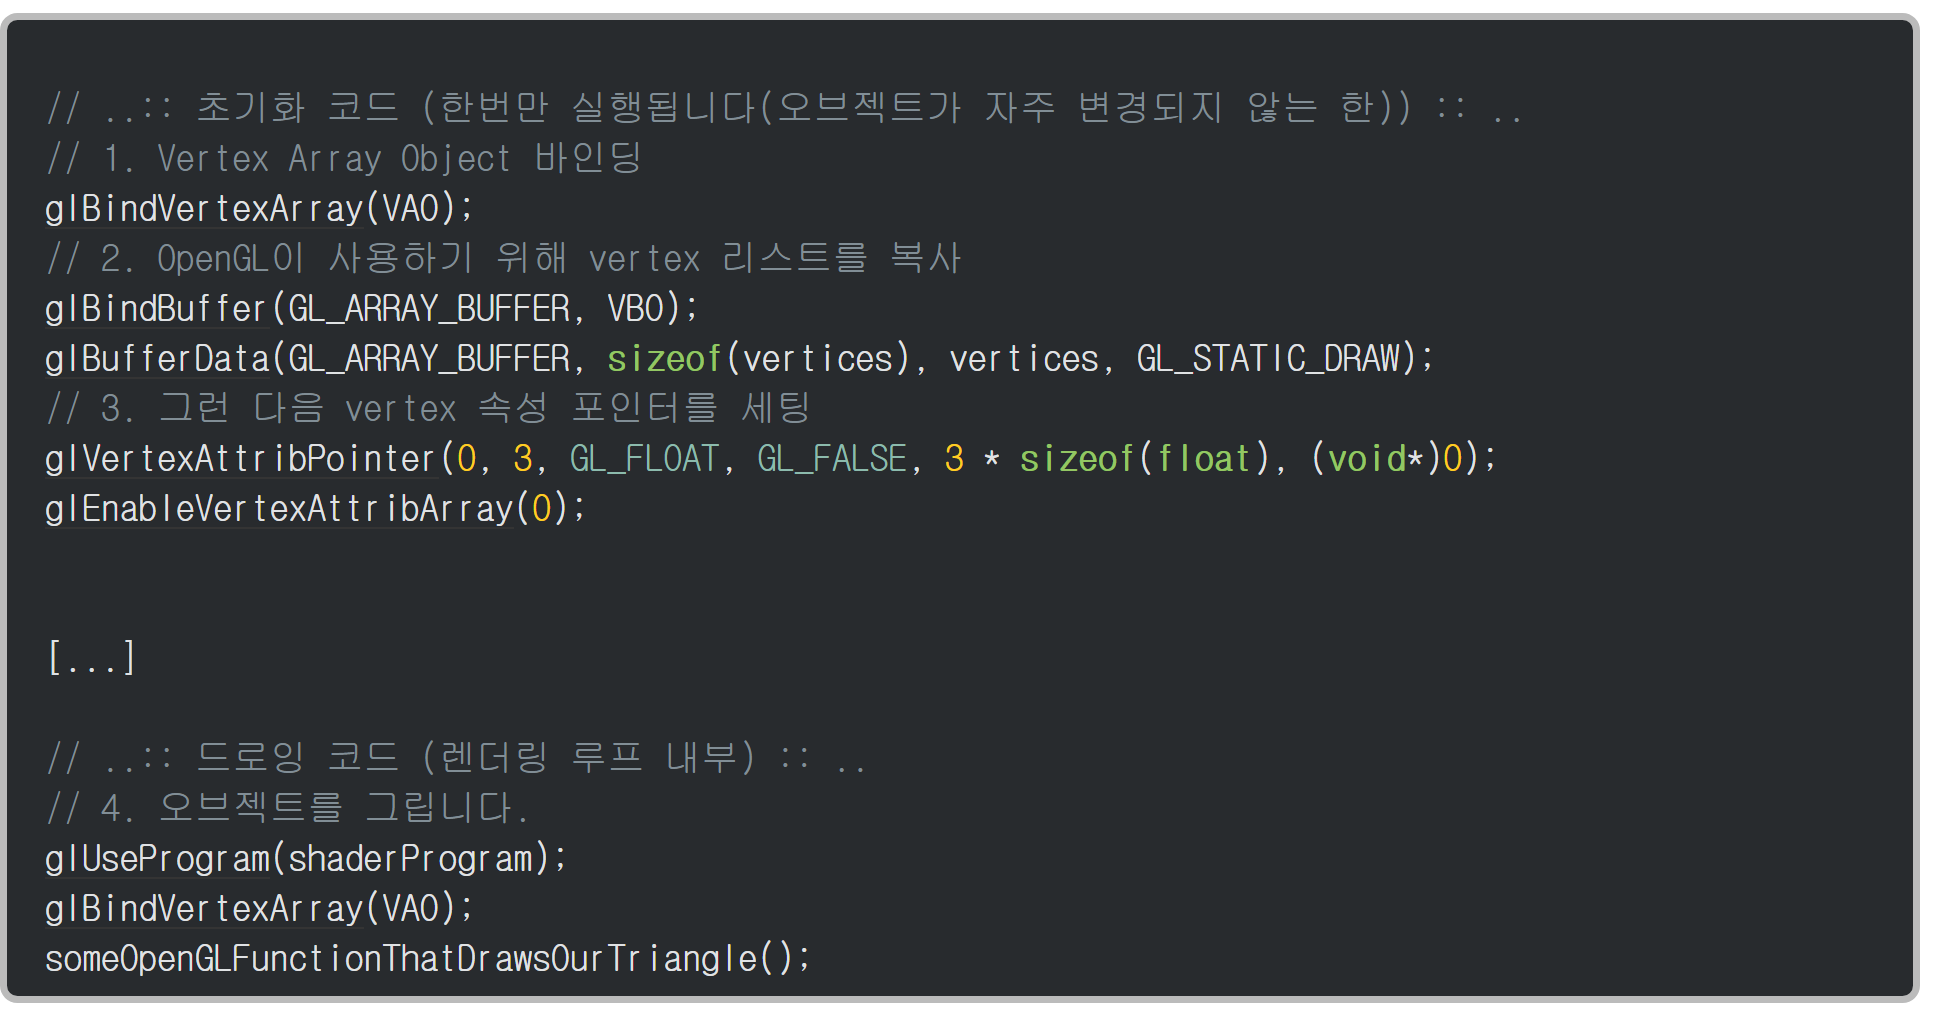 // ..:: 초기화 코드 (한번만 실행됩니다(오브젝트가 자주 변경되지 않는 한)) :: ..
// 1. Vertex Array Object 바인딩
glBindVertexArray(VAO);
// 2. OpenGL이 사용하기 위해 vertex 리스트를 복사
glBindBuffer(GL_ARRAY_BUFFER, VBO);
glBufferData(GL_ARRAY_BUFFER, sizeof(vertices), vertices, GL_STATIC_DRAW);
// 3. 그런 다음 vertex 속성 포인터를 세팅
glVertexAttribPointer(0, 3, GL_FLOAT, GL_FALSE, 3 * sizeof(float), (void*)0);
glEnableVertexAttribArray(0);
[...]
// ..:: 드로잉 코드 (렌더링 루프 내부) :: ..
// 4. 오브젝트를 그립니다.
glUseProgram(shaderProgram);
glBindVertexArray(VAO);
someOpenGLFunctionThatDrawsOurTriangle();